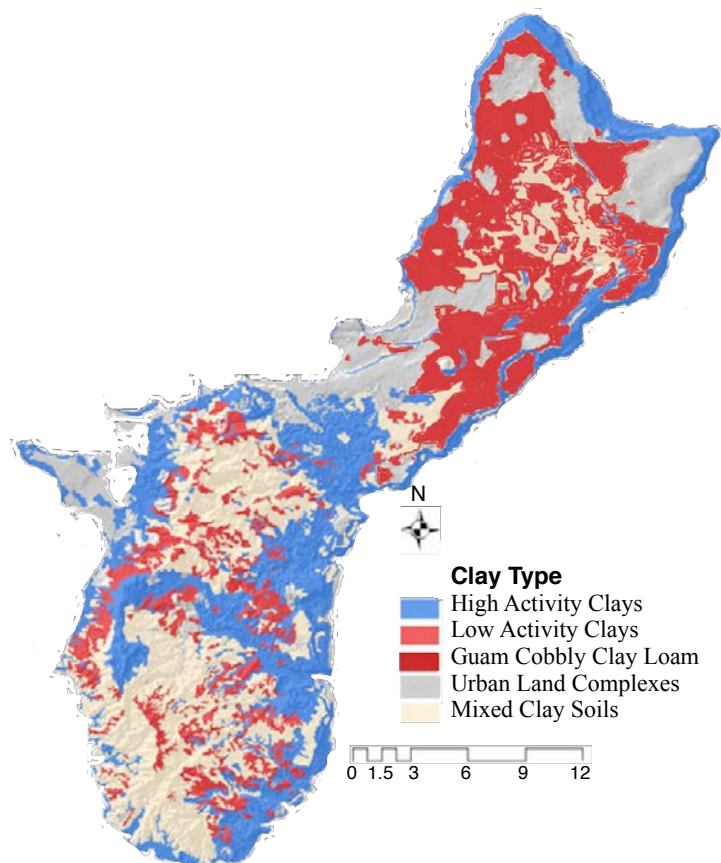 N
Clay Type
High Activity Clays
Low Activity Clays
Guam Cobbly Clay Loam
Urban Land Complexes
Mixed Clay Soils
0 1.5 3 6 9 12